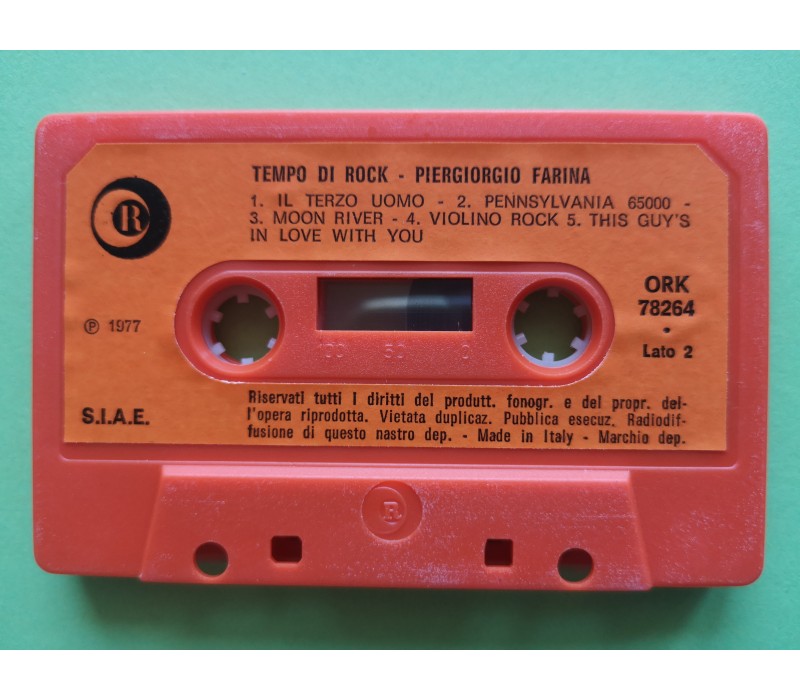 TEMPO DI ROCK - PIERGIORGIO FARINA
1. IL TERZO UOMO - 2. PENNSYLVANIA 65000 -
3. MOON RIVER - 4. VIOLINO ROCK 5. THIS GUY'S
IN LOVE WITH YOU
R
ORK
78264
•
Lato 2
℗ 1977
100 50 0
S.I.A.E.
Riservati tutti i diritti del produtt. fonogr. e del propr. del-
l'opera riprodotta. Vietata duplicaz. Pubblica esecuz. Radiodif-
fusione di questo nastro dep. - Made in Italy - Marchio dep.
R